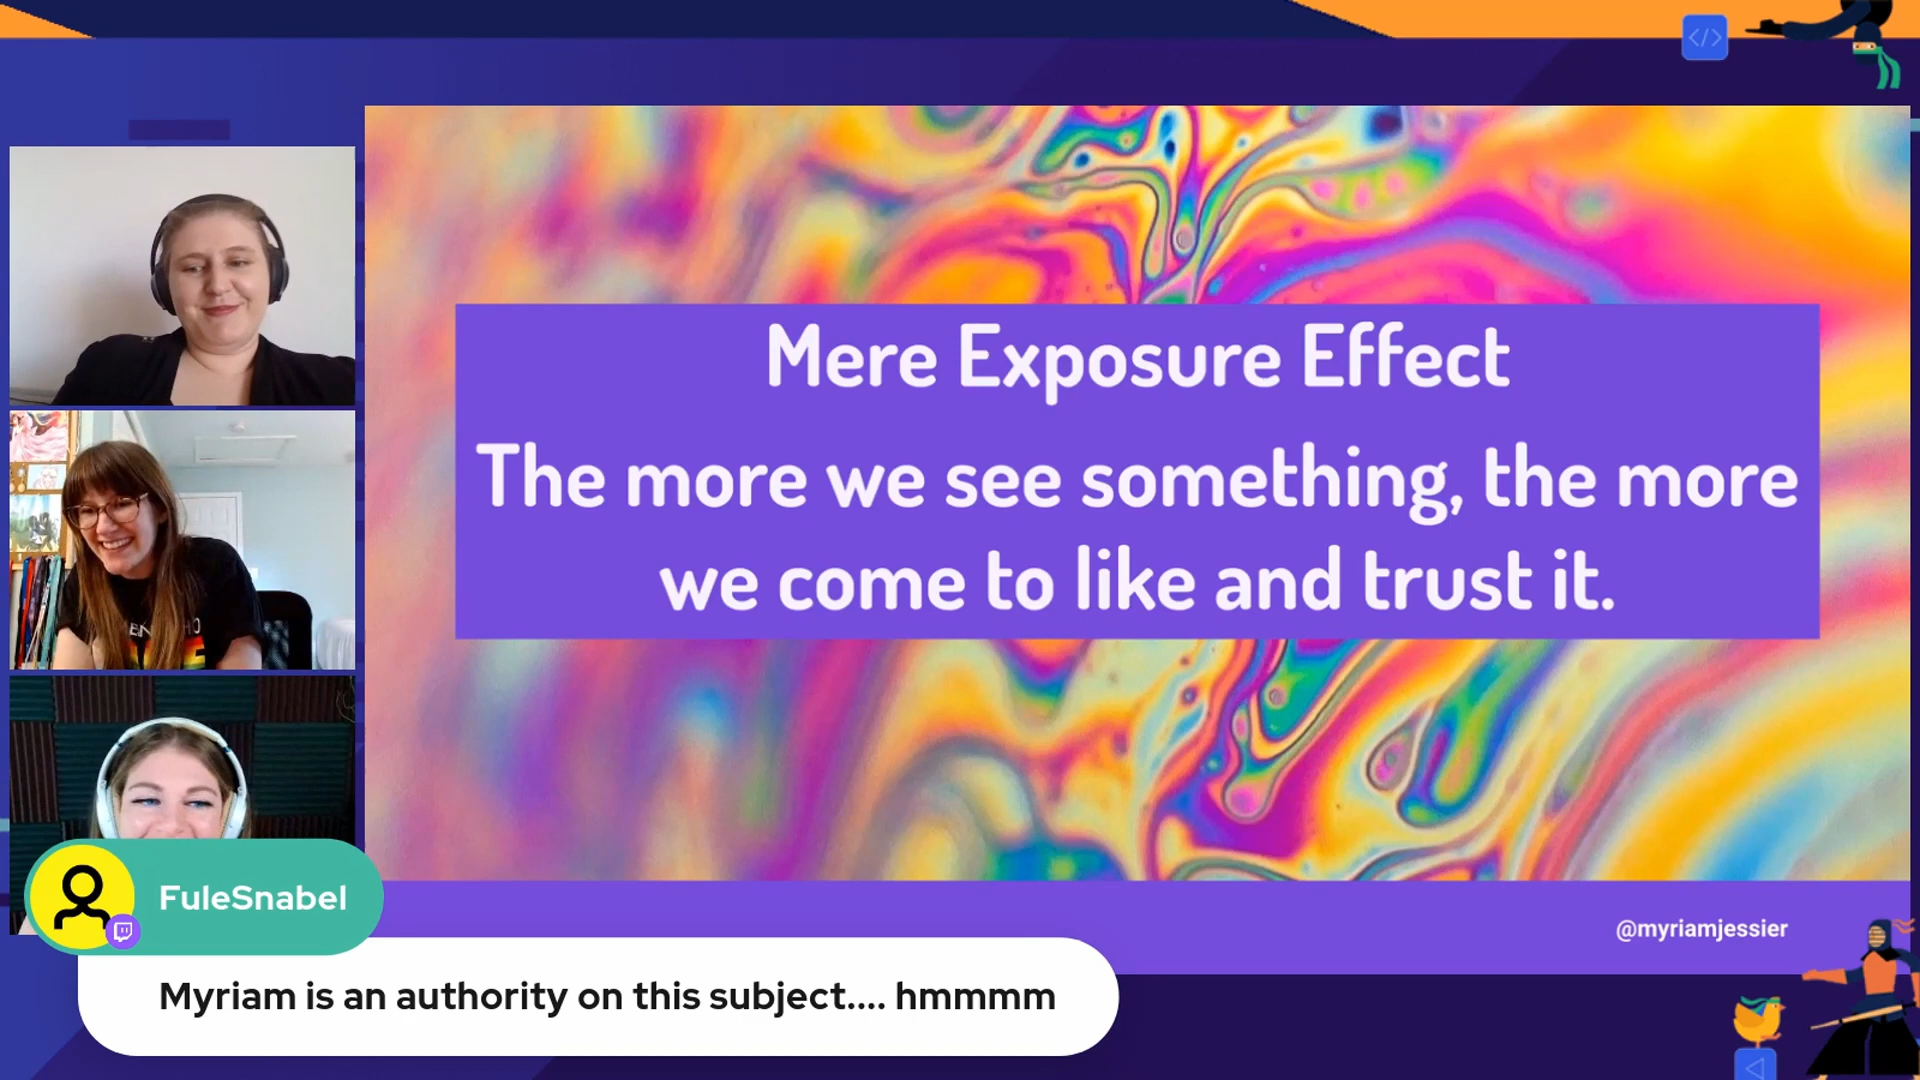 Mere Exposure Effect
The more we see something, the more
we come to like and trust it.
FuleSnabel
@myriamjessier
Myriam is an authority on this subject.... hmmmm